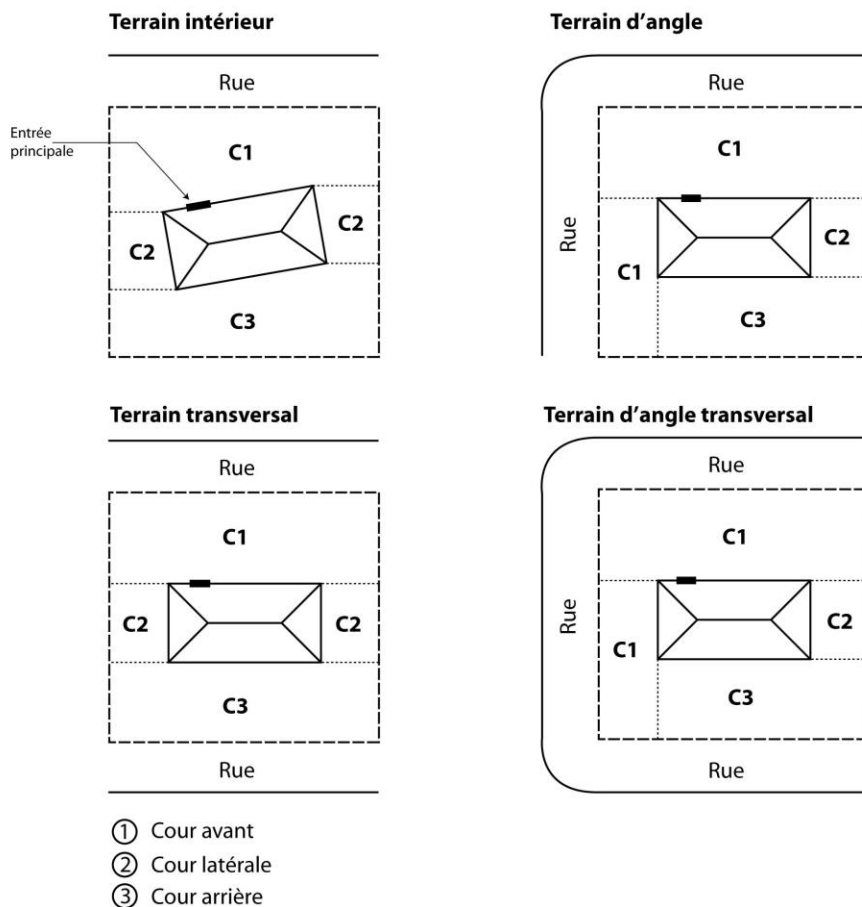 Terrain intérieur
Rue
Entrée
principale
C1
C2
C2
C3
Terrain d'angle
Rue
Rue
C1
C1
C2
C3
Terrain transversal
Rue
C1
C2
C2
C3
Rue
Terrain d'angle transversal
Rue
Rue
C1
C1
C2
C3
Rue
1 Cour avant
2 Cour latérale
3 Cour arrière